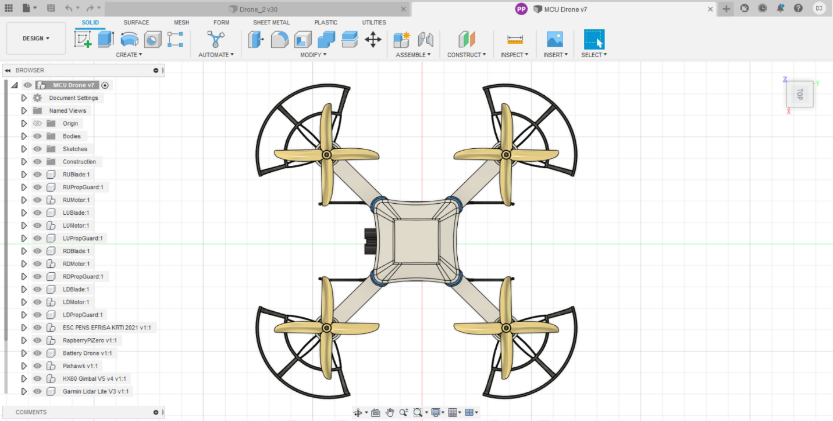 Drone_2 v30
PP
MCU Drone v7
DJ
SOLID
SURFACE
MESH
FORM
SHEET METAL
PLASTIC
UTILITIES
DESIGN
CREATE
AUTOMATE
MODIFY
ASSEMBLE
CONSTRUCT
INSPECT
INSERT
SELECT
BROWSER
MCU Drone v7
Document Settings
Named Views
Origin
Bodies
Sketches
Construction
RUBlade:1
RUPropGuard:1
RUMotor:1
LUBlade:1
LUMotor:1
LUPropGuard:1
RDBlade:1
RDMotor:1
RDPropGuard:1
LDBlade:1
LDMotor:1
LDPropGuard:1
ESC PENS EFRISA KRTI 2021 v1:1
RapberryPiZero v1:1
Battery Drone v1:1
Pixhawk v1:1
HX60 Gimbal V5 v4 v1:1
Garmin Lidar Lite V3 v1:1
COMMENTS
Z
Y
TOP
X